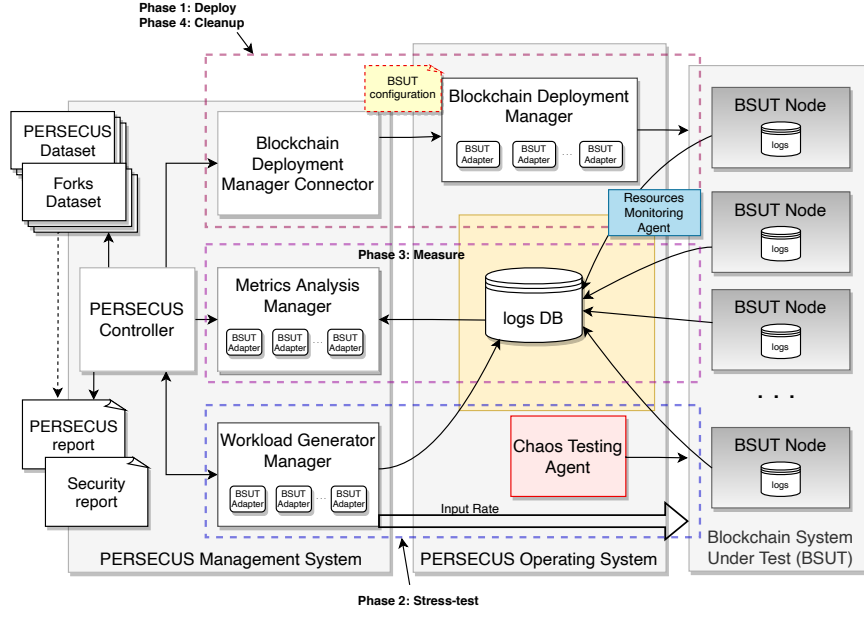 Phase 1: Deploy
Phase 4: Cleanup
BSUT
configuration
Blockchain Deployment
Manager
BSUT
Adapter
BSUT
Adapter
...
BSUT
Adapter
BSUT Node
logs
PERSECUS
Dataset
Forks
Dataset
Blockchain
Deployment
Manager Connector
Resources
Monitoring
Agent
BSUT Node
logs
Phase 3: Measure
PERSECUS
Controller
Metrics Analysis
Manager
BSUT
Adapter
BSUT
Adapter
...
BSUT
Adapter
logs DB
BSUT Node
logs
. . .
PERSECUS
report
Security
report
Workload Generator
Manager
BSUT
Adapter
BSUT
Adapter
...
BSUT
Adapter
Chaos Testing
Agent
BSUT Node
logs
Input Rate
PERSECUS Management System
PERSECUS Operating System
Blockchain System
Under Test (BSUT)
Phase 2: Stress-test